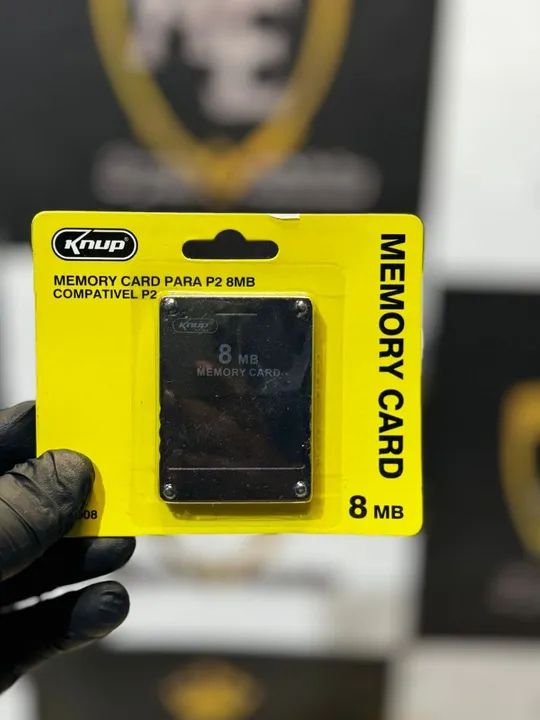 Knup
MEMORY CARD PARA P2 8MB
COMPATIVEL P2
MEMORY CARD
Knup
8 MB
MEMORY CARD
8 MB